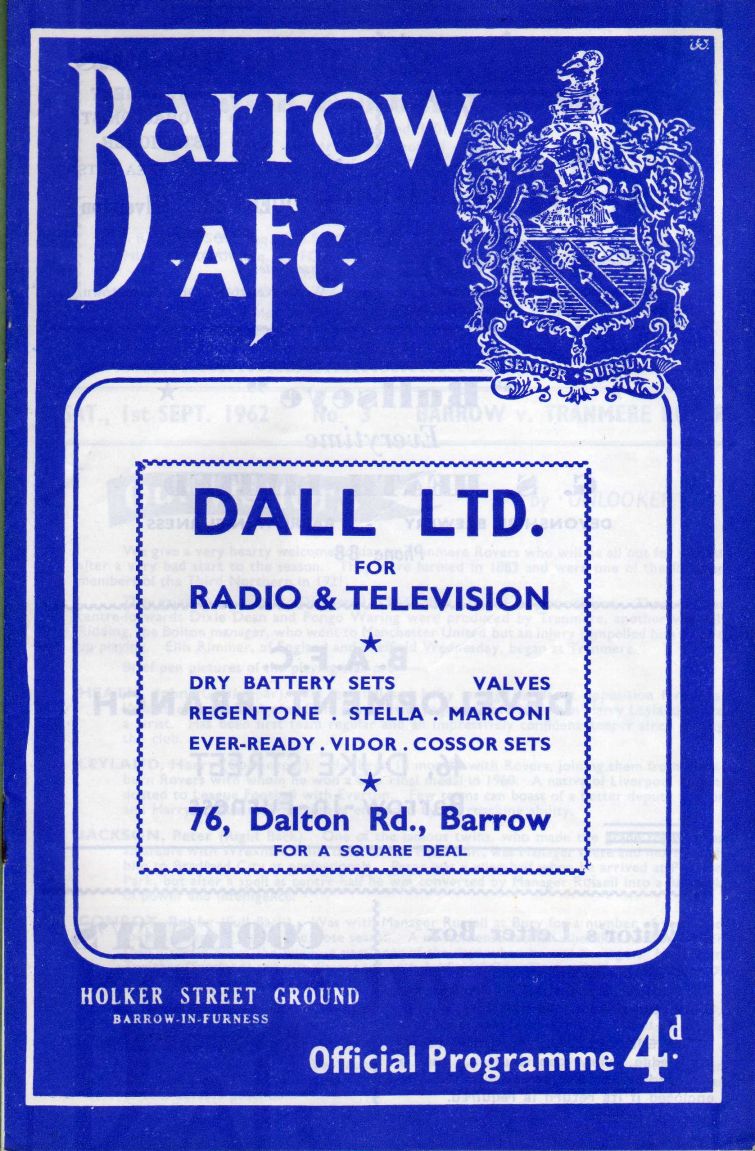 Barrow
A.F.C.
SEMPER · SURSUM
DALL LTD.
FOR
RADIO & TELEVISION
DRY BATTERY SETS VALVES
REGENTONE . STELLA . MARCONI
EVER-READY . VIDOR . COSSOR SETS
76, Dalton Rd., Barrow
FOR A SQUARE DEAL
HOLKER STREET GROUND
BARROW-IN-FURNESS
Official Programme 4d.